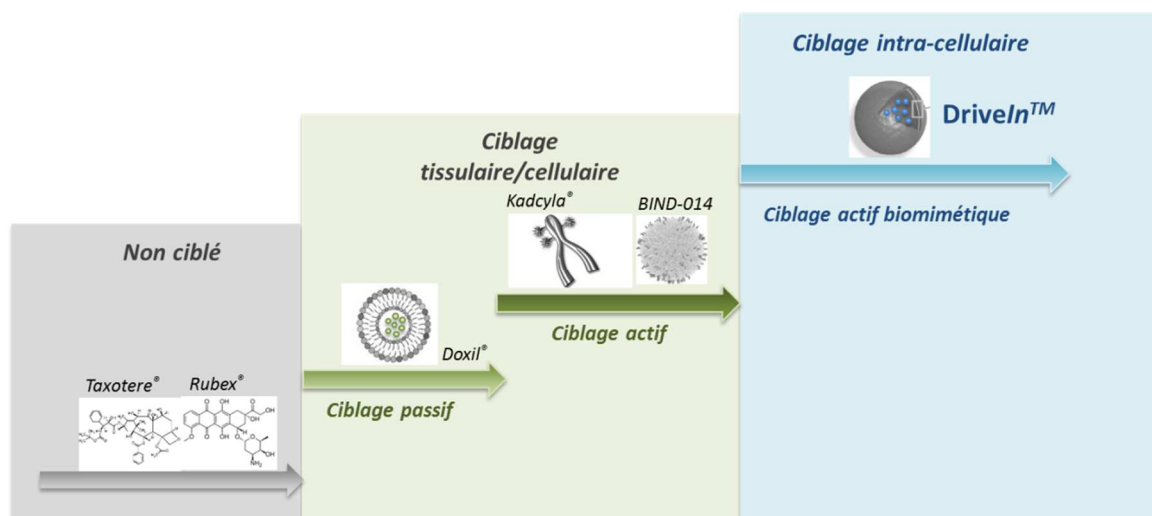 Ciblage intra-cellulaire
DriveIn™
Ciblage actif biomimétique
Ciblage
tissulaire/cellulaire
Kadcyla®
BIND-014
Ciblage actif
Doxil®
Ciblage passif
Non ciblé
Taxotere®
Rubex®